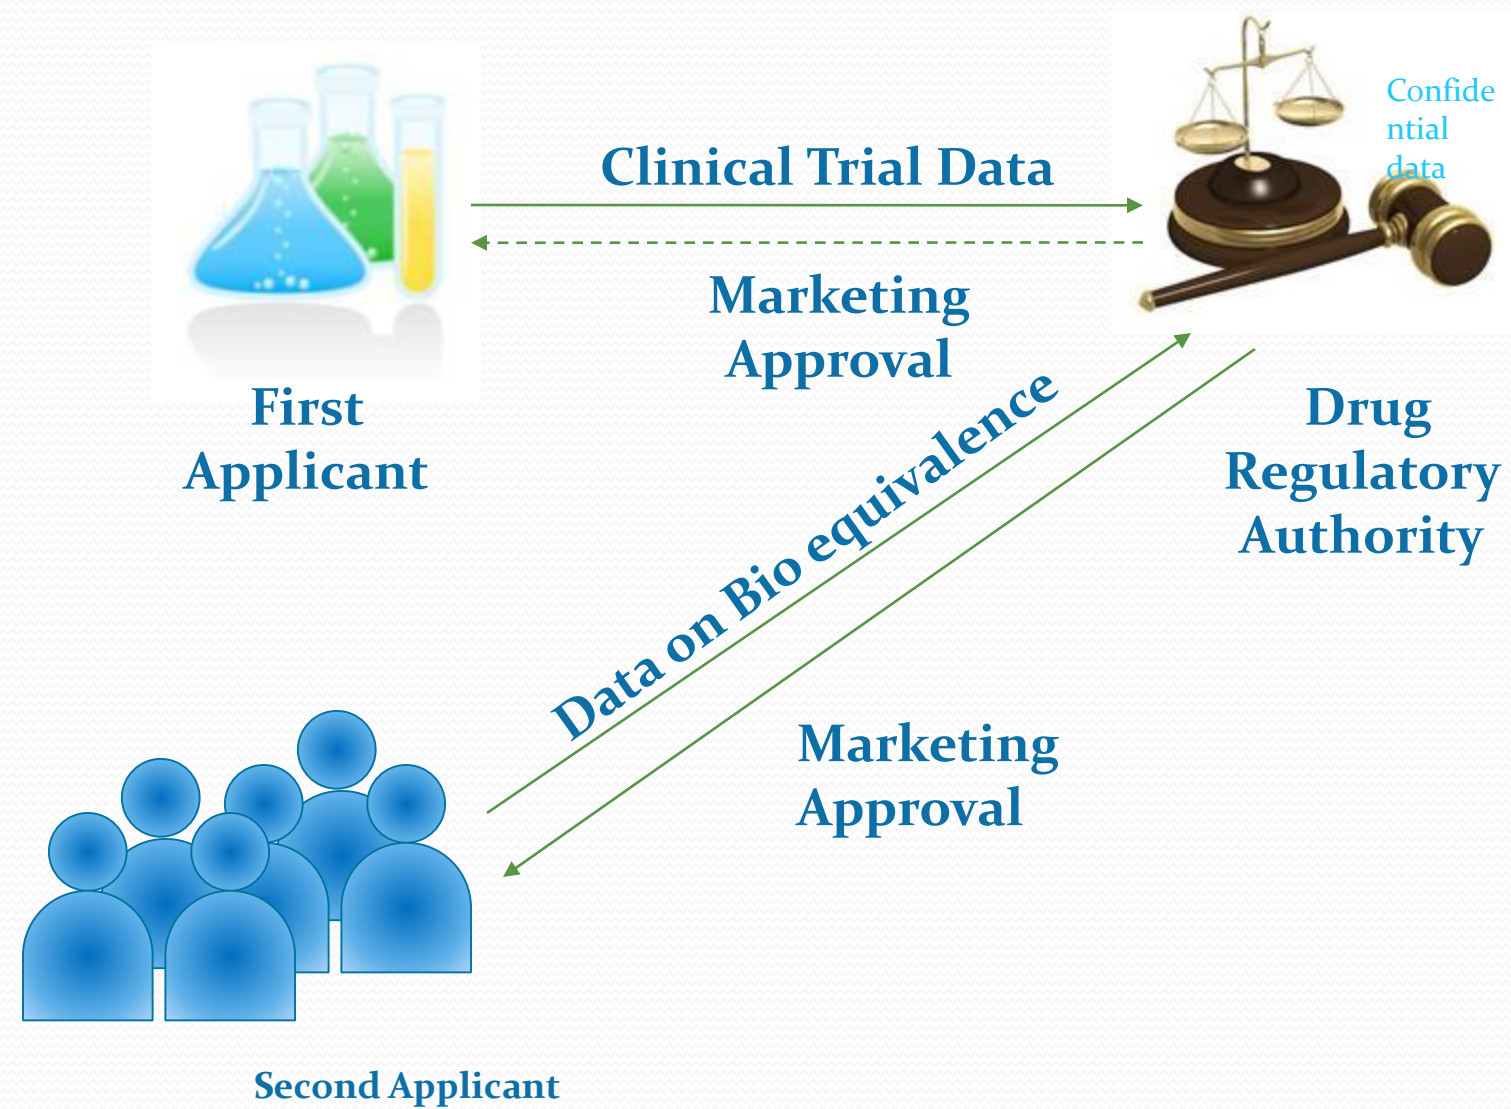 Confide
ntial
data
Clinical Trial Data
Marketing
Approval
First
Applicant
Drug
Regulatory
Authority
Data on Bio equivalence
Marketing
Approval
Second Applicant